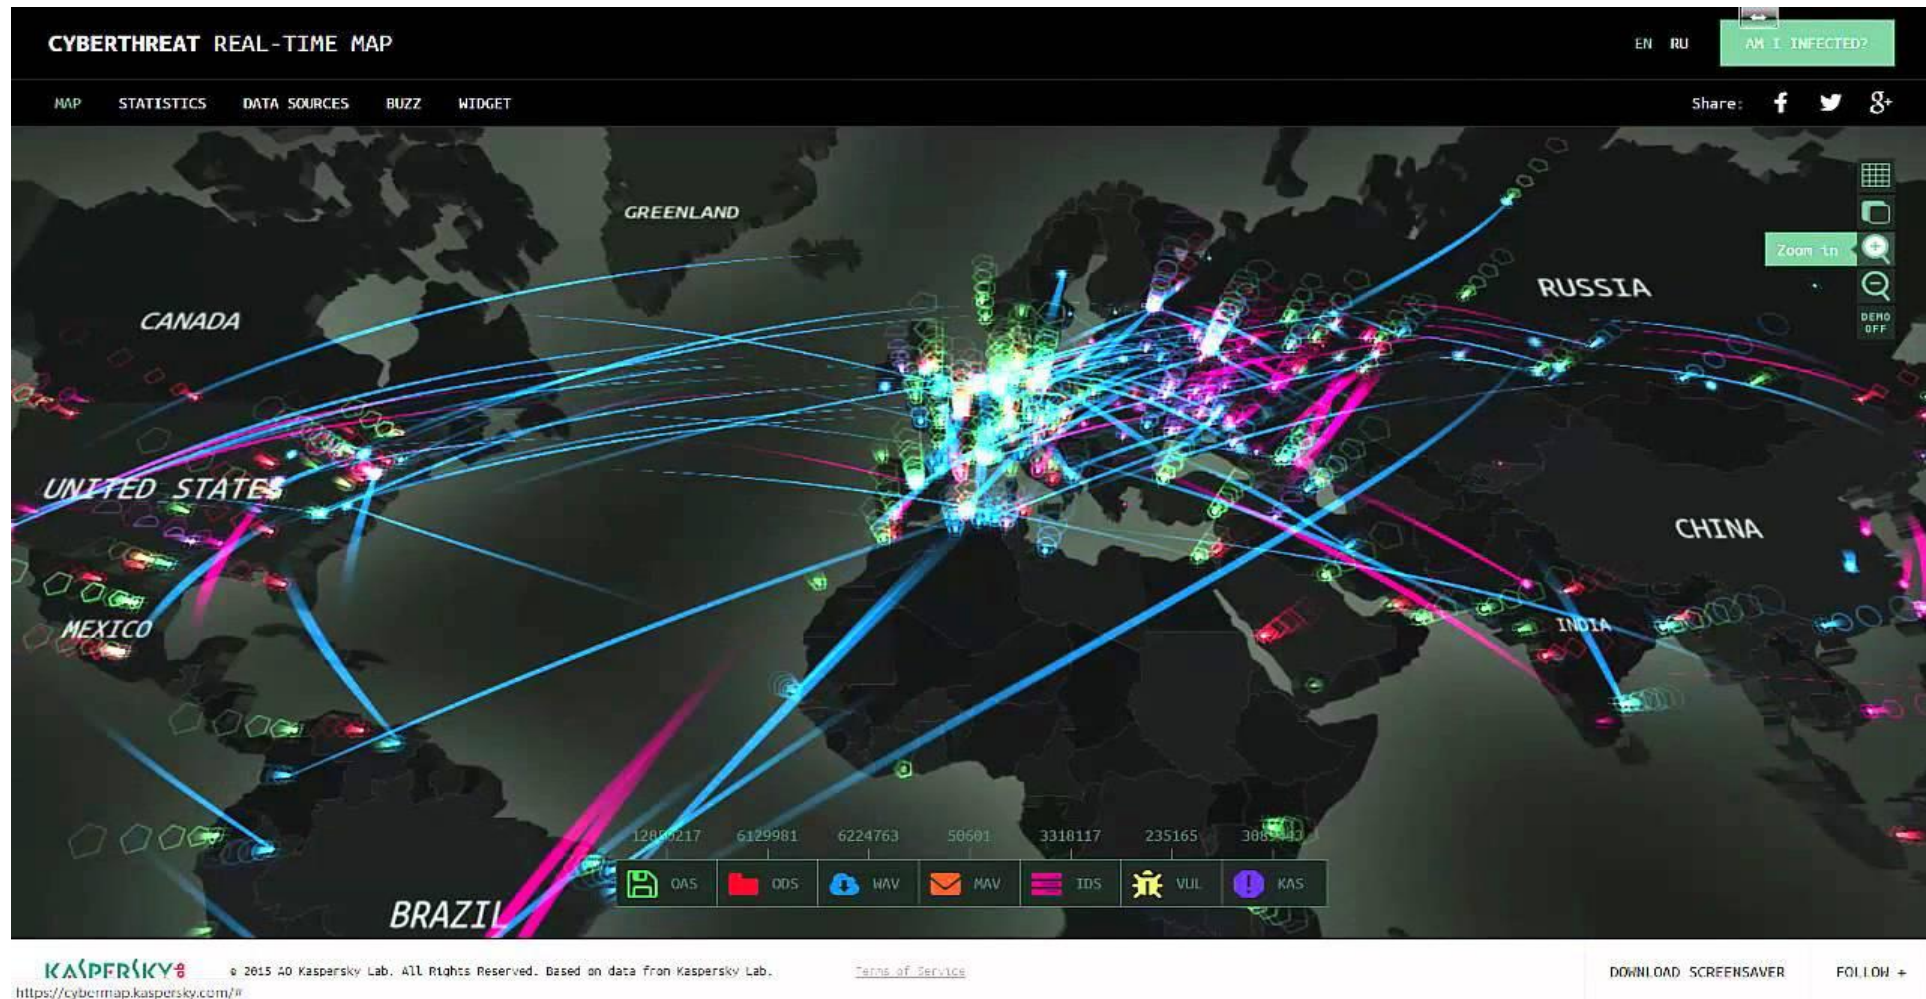 CYBERTHREAT REAL-TIME MAP
EN RU
AM I INFECTED?
MAP STATISTICS DATA SOURCES BUZZ WIDGET
Share:
GREENLAND
Zoom in
RUSSIA
CANADA
DEMO
OFF
UNITED STATES
CHINA
MEXICO
INDIA
6129981 6224763 50601 3318117 235165
OAS ODS WAV MAV IDS VUL KAS
BRAZIL
KASPERSKY
© 2015 AO Kaspersky Lab. All Rights Reserved. Based on data from Kaspersky Lab. Terms of Service
DOWNLOAD SCREENSAVER FOLLOW +
https://cybermap.kaspersky.com/#